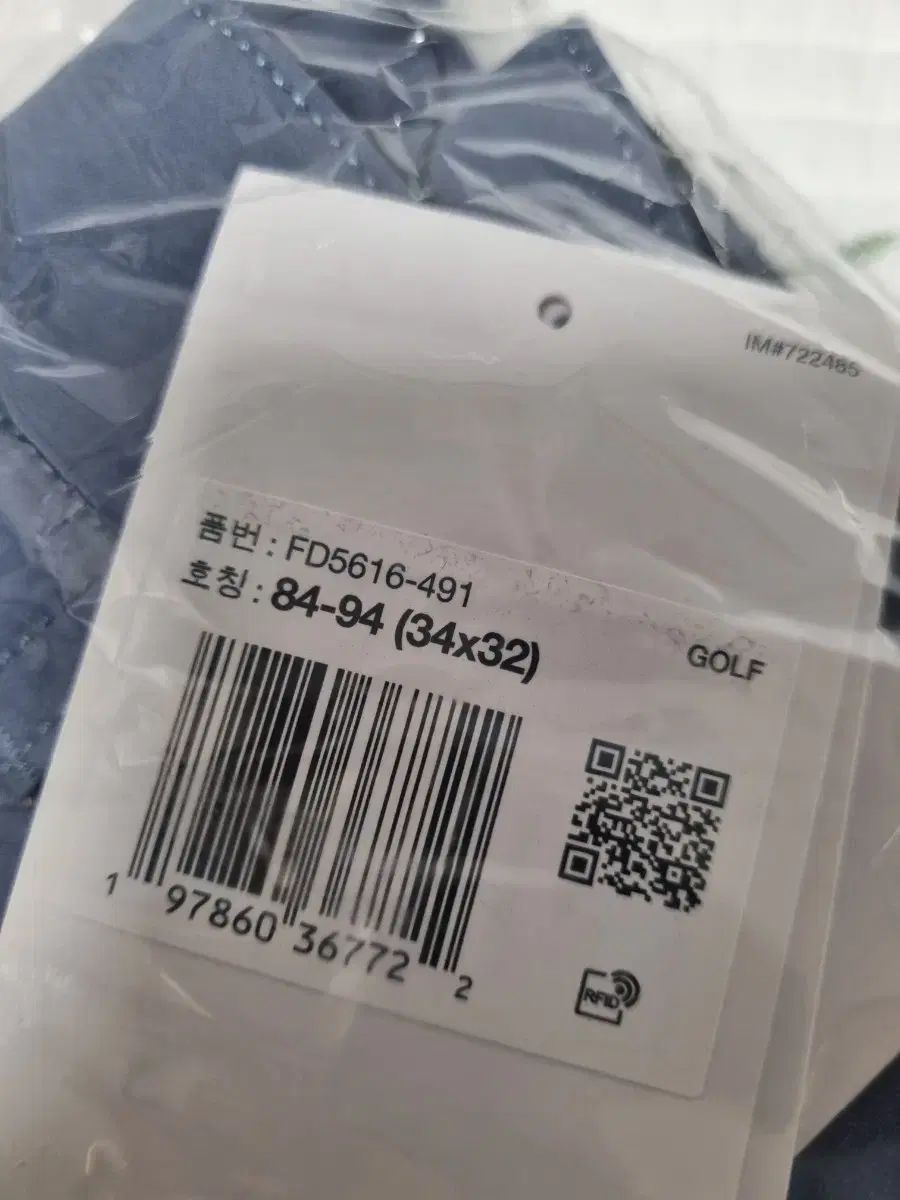 IM#722485
품번 : FD5616-491
호칭 : 84-94 (34x32)
GOLF
1 97860 36772 2
RFID